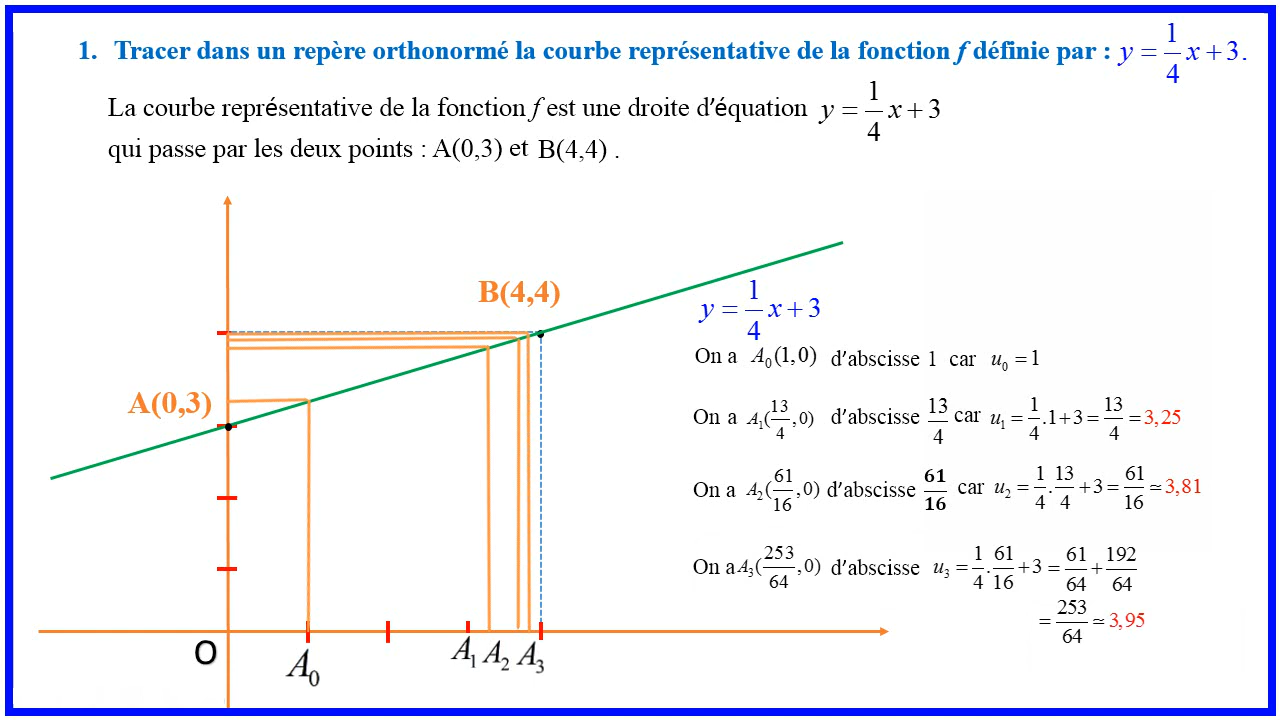 1. Tracer dans un repère orthonormé la courbe représentative de la fonction f définie par : y = 1/4 x + 3.
La courbe représentative de la fonction f est une droite d'équation y = 1/4 x + 3
qui passe par les deux points : A(0,3) et B(4,4) .
B(4,4)
y = 1/4 x + 3
A(0,3)
On a A₀(1,0) d'abscisse 1 car u₀ = 1
On a A₁(13/4,0) d'abscisse 13/4 car u₁ = 1/4.1+3 = 13/4 = 3,25
On a A₂(61/16,0) d'abscisse 61/16 car u₂ = 1/4.13/4+3 = 61/16 ≃ 3,81
On a A₃(253/64,0) d'abscisse u₃ = 1/4.61/16+3 = 61/64 + 192/64
= 253/64 ≃ 3,95
O A₀ A₁ A₂ A₃